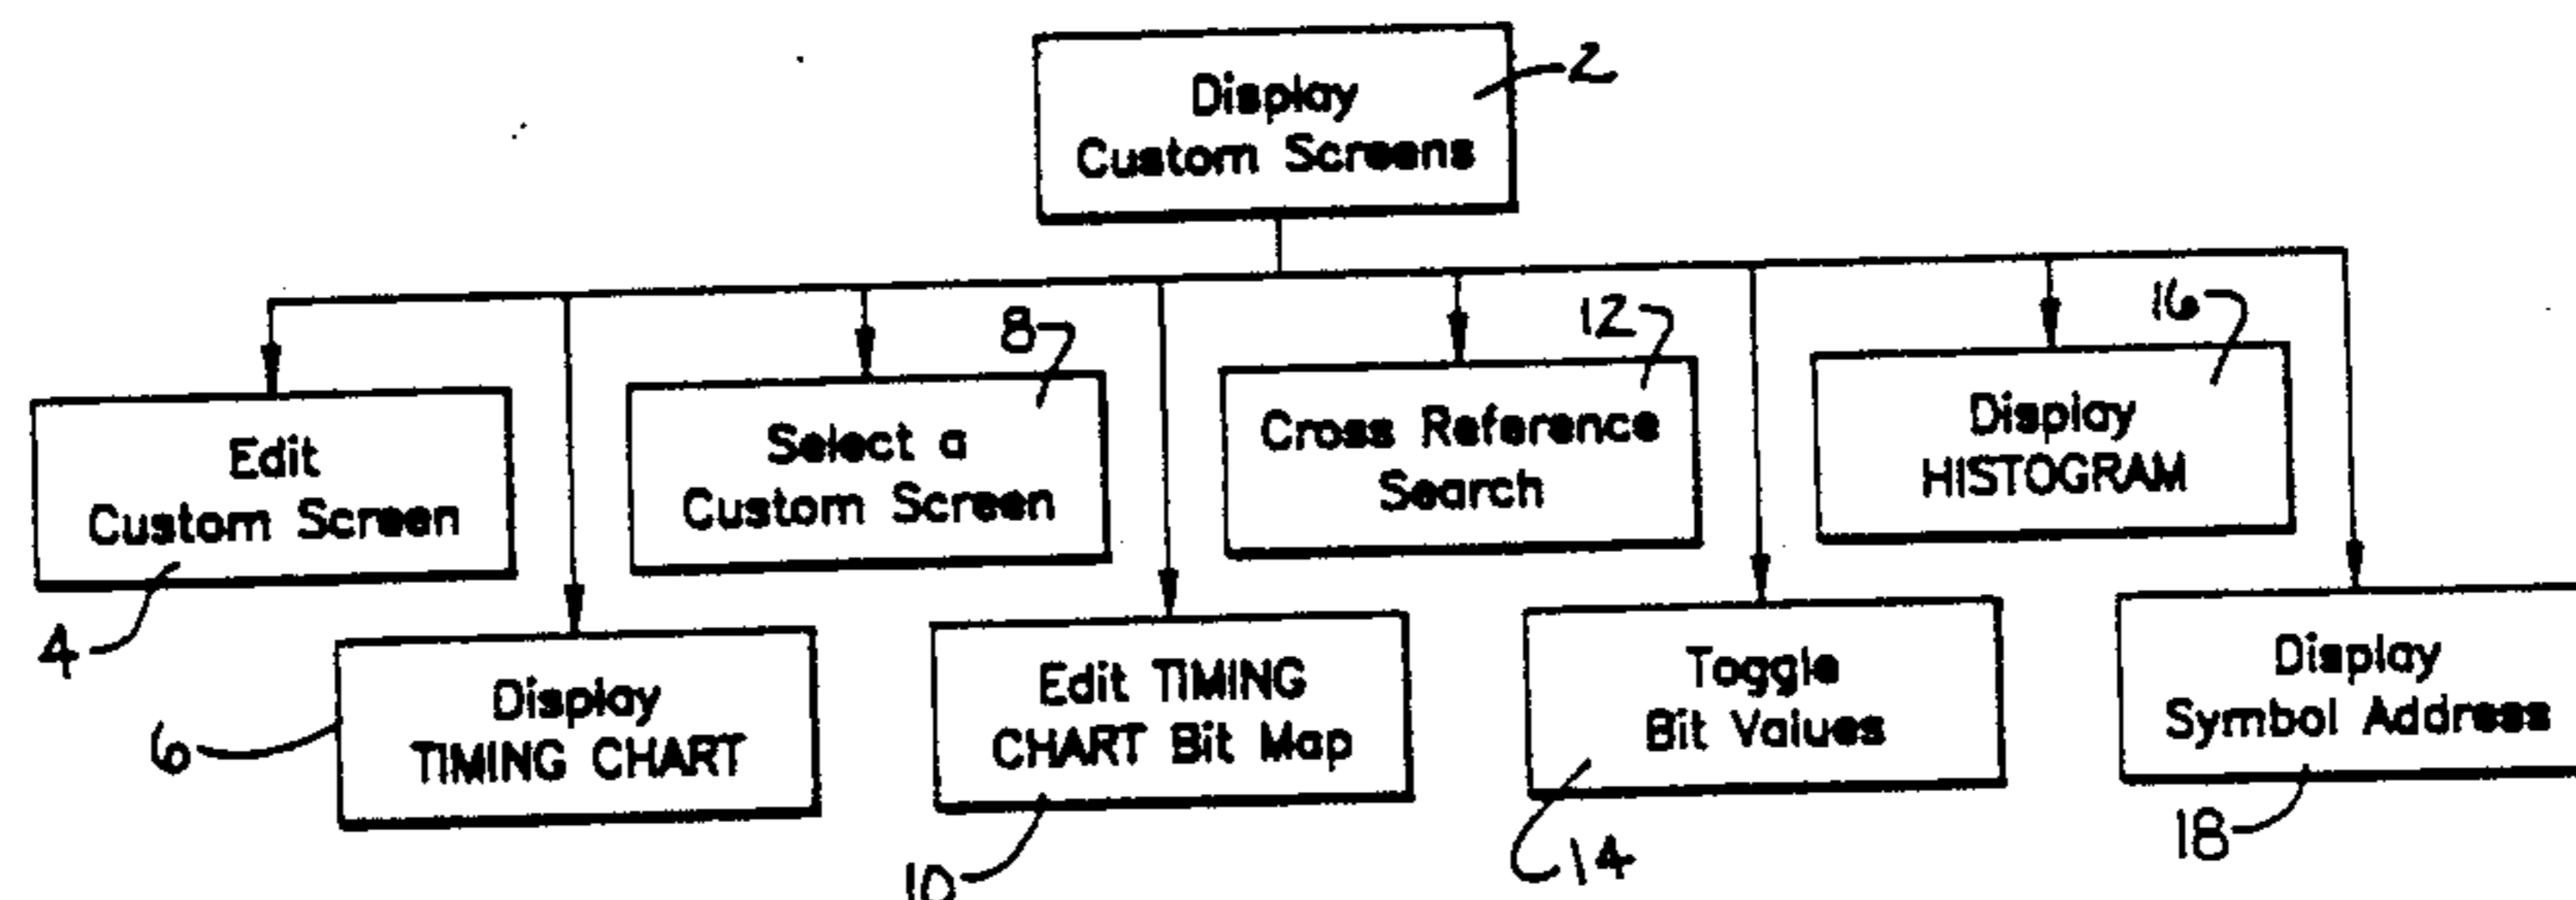 Display
Custom Screens
2
8
12
16
Edit
Custom Screen
4
Select a
Custom Screen
Cross Reference
Search
Display
HISTOGRAM
6
Display
TIMING CHART
Edit TIMING
CHART Bit Map
10
Toggle
Bit Values
14
Display
Symbol Address
18